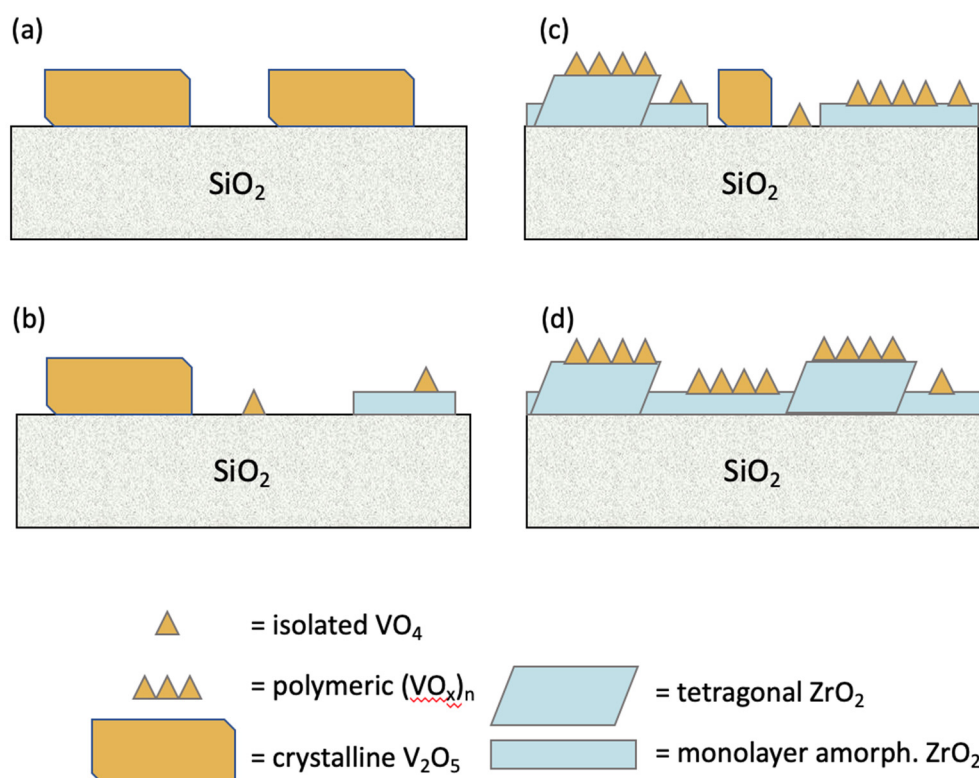 (a)
(c)
SiO₂
SiO₂
(b)
(d)
SiO₂
SiO₂
= isolated VO₄
= polymeric (VOₓ)ₙ
= tetragonal ZrO₂
= crystalline V₂O₅
= monolayer amorph. ZrO₂